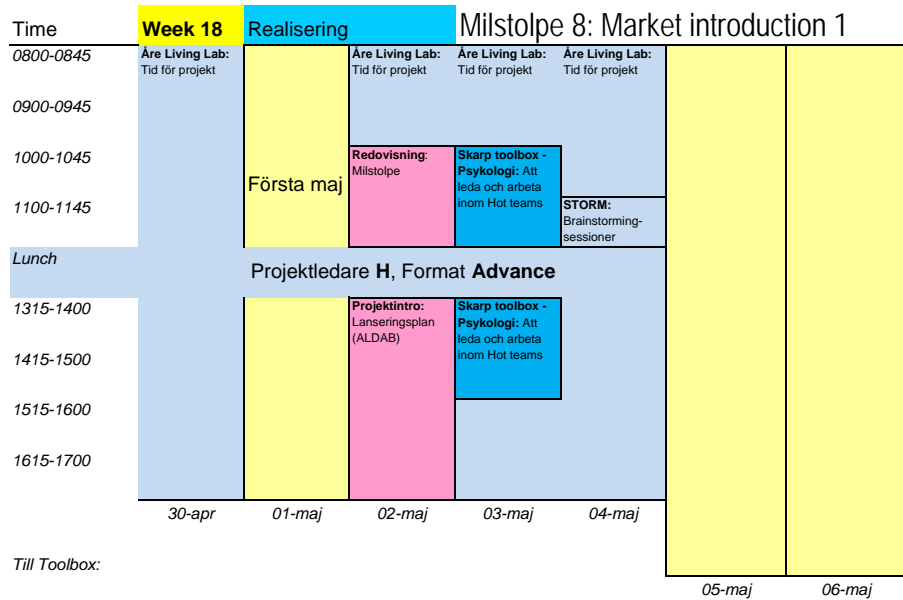 Time Week 18 Realisering Milstolpe 8: Market introduction 1
0800-0845
Åre Living Lab:
Tid för projekt
Åre Living Lab:
Tid för projekt
Åre Living Lab:
Tid för projekt
Åre Living Lab:
Tid för projekt
0900-0945
1000-1045
Redovisning:
Milstolpe
Skarp toolbox -
Psykologi: Att
leda och arbeta
inom Hot teams
Första maj
1100-1145
STORM:
Brainstorming-
sessioner
Lunch
Projektledare H, Format Advance
1315-1400
Projektintro:
Lanseringsplan
(ALDAB)
Skarp toolbox -
Psykologi: Att
leda och arbeta
inom Hot teams
1415-1500
1515-1600
1615-1700
30-apr 01-maj 02-maj 03-maj 04-maj
Till Toolbox:
05-maj 06-maj